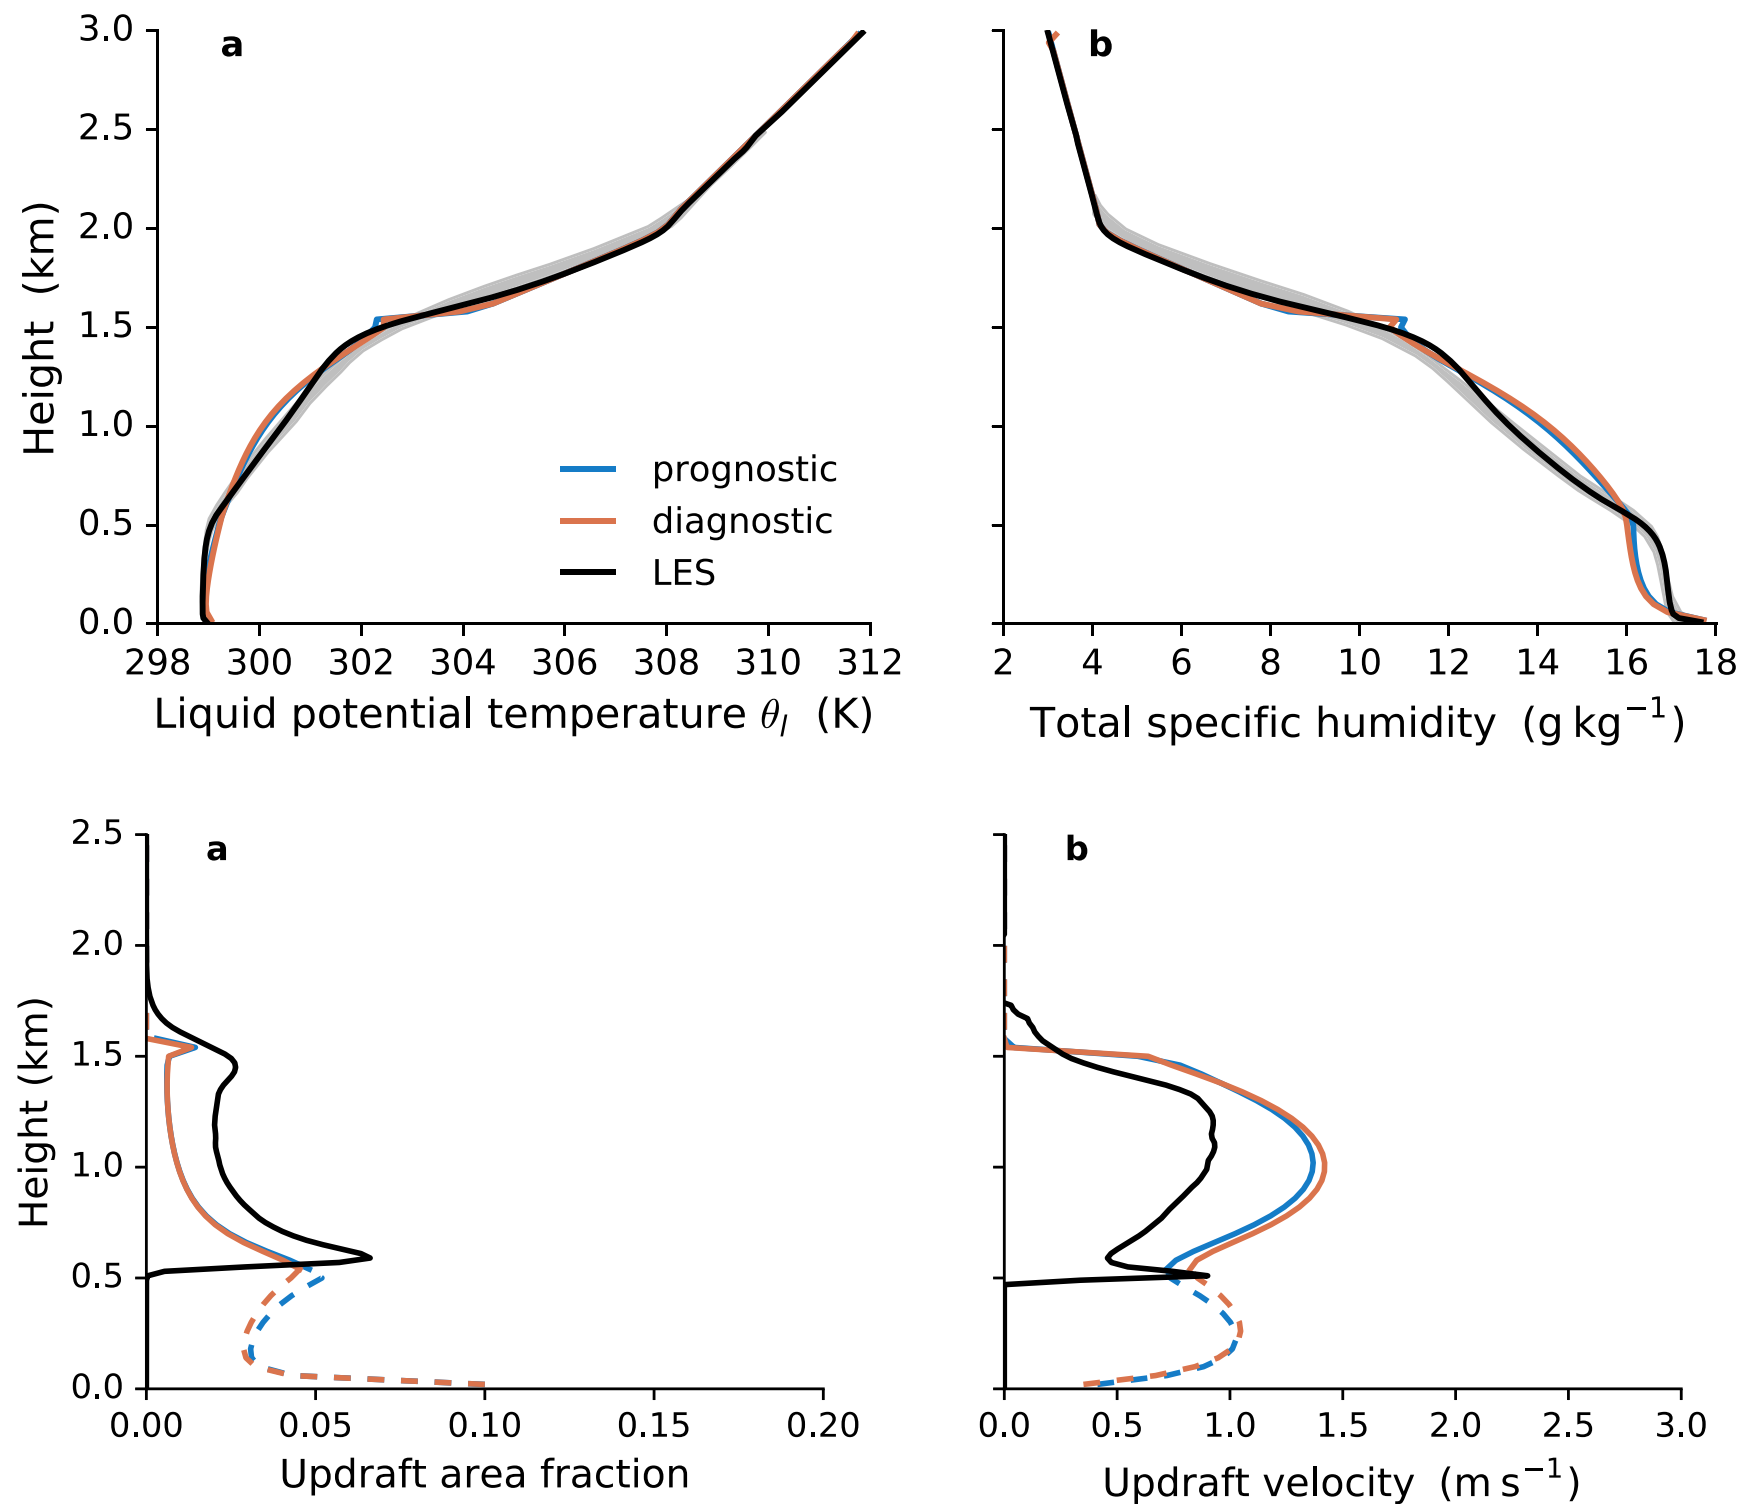 a
3.0
2.5
2.0
1.5
1.0
0.5
0.0
Height (km)
prognostic
diagnostic
LES
298 300 302 304 306 308 310 312
Liquid potential temperature θl (K)
b
2 4 6 8 10 12 14 16 18
Total specific humidity (g kg⁻¹)
a
2.5
2.0
1.5
1.0
0.5
0.0
Height (km)
0.00 0.05 0.10 0.15 0.20
Updraft area fraction
b
0.0 0.5 1.0 1.5 2.0 2.5 3.0
Updraft velocity (m s⁻¹)